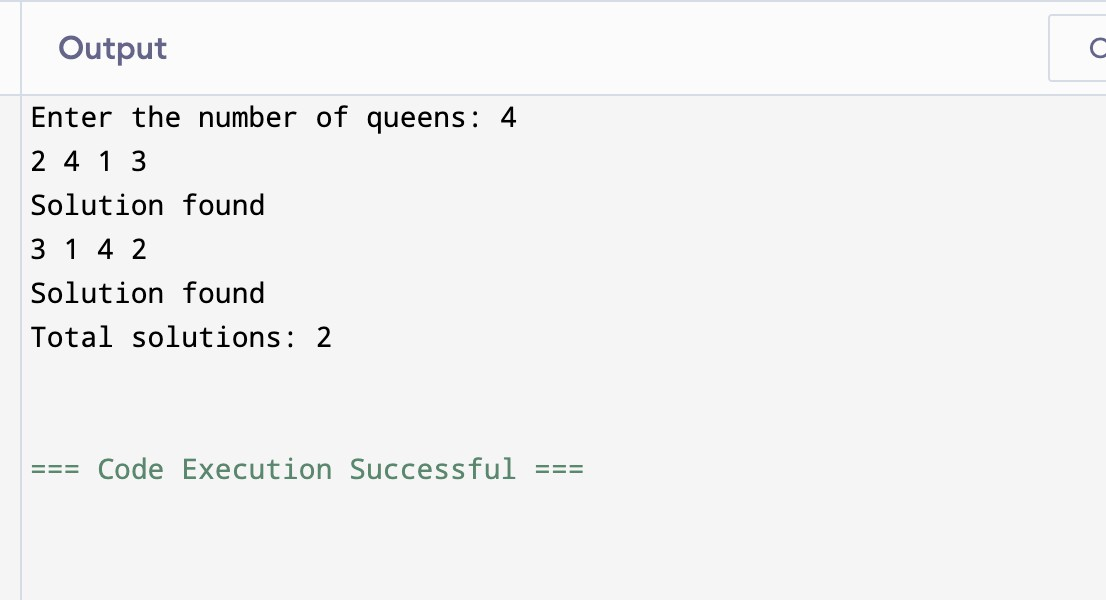 Output
Enter the number of queens: 4
2 4 1 3
Solution found
3 1 4 2
Solution found
Total solutions: 2
=== Code Execution Successful ===